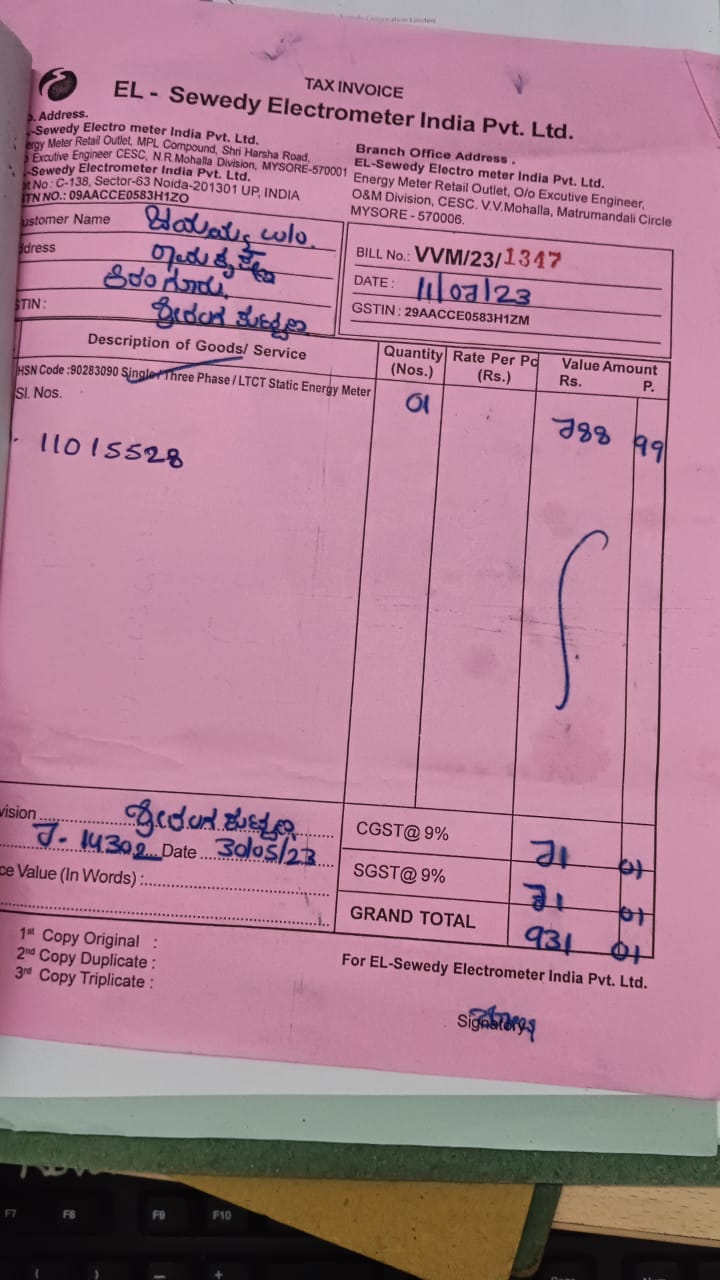 TAX INVOICE
EL - Sewedy Electrometer India Pvt. Ltd.
. Address.
-Sewedy Electro meter India Pvt. Ltd.
ergy Meter Retail Outlet, MPL Compound, Shri Harsha Road,
Excutive Engineer CESC, N.R.Mohalla Division, MYSORE-570001
-Sewedy Electrometer India Pvt. Ltd.
ot No : C-138, Sector-63 Noida-201301 UP, INDIA
TN NO.: 09AACCE0583H1ZO
Branch Office Address .
EL-Sewedy Electro meter India Pvt. Ltd.
Energy Meter Retail Outlet, O/o Excutive Engineer,
O&M Division, CESC. V.V.Mohalla, Matrumandali Circle
MYSORE - 570006.
ustomer Name
ddress
STIN :
BILL No.: VVM/23/1347
DATE : 11/07/23
GSTIN : 29AACCE0583H1ZM
Description of Goods/ Service Quantity (Nos.) Rate Per Pc (Rs.) Value Amount Rs. P.
HSN Code :90283090 Single / Three Phase / LTCT Static Energy Meter
Sl. Nos. 01 788 99
11015528
vision
J- 14302 Date 30/05/23
ce Value (In Words) :
CGST@ 9% 71 01
SGST@ 9% 71 01
GRAND TOTAL 931 01
1st Copy Original :
2nd Copy Duplicate :
3rd Copy Triplicate :
For EL-Sewedy Electrometer India Pvt. Ltd.
Signatory
F7 F8 F9 F10